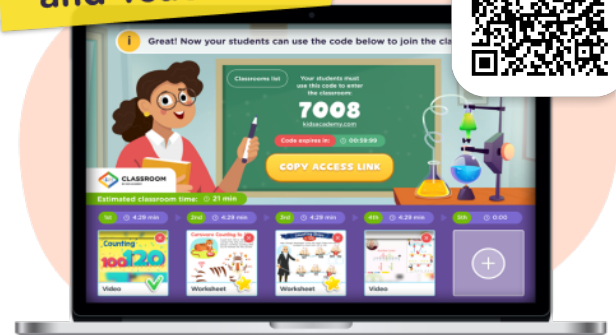 Great! Now your students can use the code below to join the cla
Classrooms list
Your students must
use this code to enter
the classroom
7008
kidsacademy.com
Code expires in: 00:59:99
COPY ACCESS LINK
CLASSROOM
Estimated classroom time: 21 min
1st 4:29 min 2nd 4:29 min 3rd 4:29 min 4th 4:29 min 5th 0:00
Counting
100 120
Video
Worksheet
Worksheet
Video